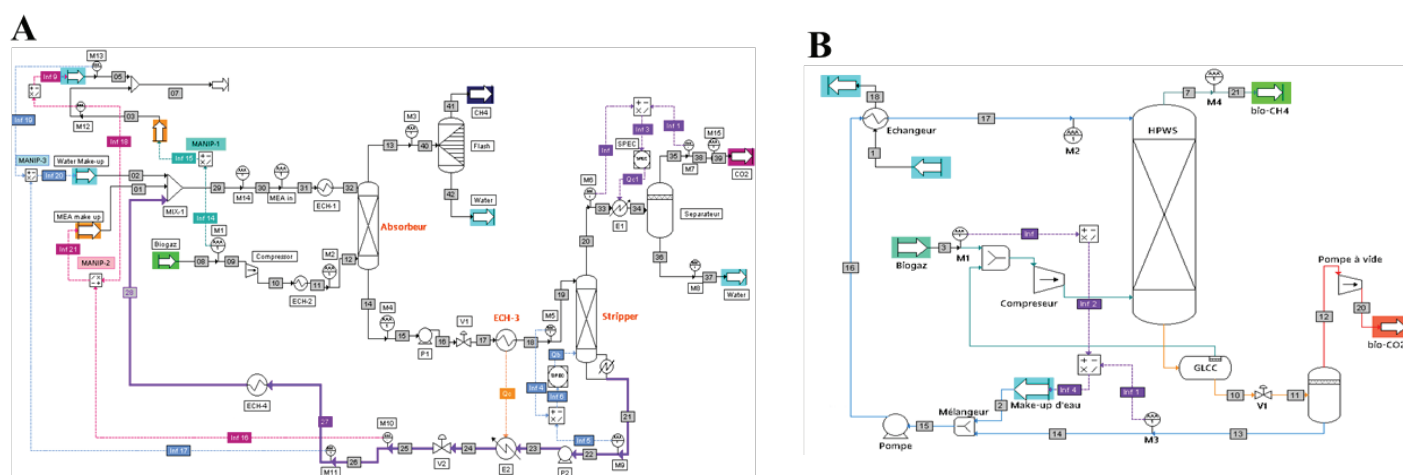 A
M13
Inf 9
05
07
Inf 19
M12
03
Inf 18
MANIP-1
Inf 15
MANIP-3
Water Make-up
Inf 20
02
01
MIX-1
29
30
31
32
M14
MEA in
ECH-1
MEA make up
Inf 21
MANIP-2
Inf 14
M1
Biogaz
08
09
Compressor
10
ECH-2
11
M2
12
Absorbeur
13
M3
40
41
CH4
Flash
42
Water
14
M4
15
P1
16
V1
17
ECH-3
18
M5
19
20
Stripper
M6
33
E1
34
Inf
Inf 3
Inf 1
SPEC
SPEC
Qc1
35
M7
38
M15
39
CO2
Separateur
36
M8
37
Water
Inf 4
Inf 6
Inf 5
21
M9
22
P2
23
E2
24
V2
25
M10
26
M11
27
ECH-4
Inf 16
Inf 17
B
18
Echangeur
1
17
M2
7
M4
21
bio-CH4
HPWS
Biogaz
3
M1
Inf
Compreseur
Inf 2
16
GLCC
10
V1
11
12
Pompe à vide
20
bio-CO2
Inf 4
Inf 1
2
Make-up d'eau
Mélangeur
15
Pompe
14
M3
13